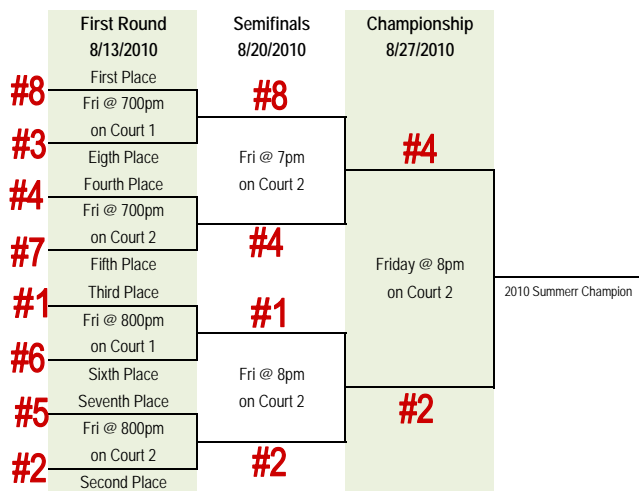 First Round
8/13/2010
Semifinals
8/20/2010
Championship
8/27/2010
First Place
#8
Fri @ 700pm
on Court 1
#3
Eigth Place
Fourth Place
#4
Fri @ 700pm
on Court 2
#7
Fifth Place
Third Place
#1
Fri @ 800pm
on Court 1
#6
Sixth Place
Seventh Place
#5
Fri @ 800pm
on Court 2
#2
Second Place
#8
Fri @ 7pm
on Court 2
#4
#1
Fri @ 8pm
on Court 2
#2
#4
Friday @ 8pm
on Court 2
#2
2010 Summerr Champion